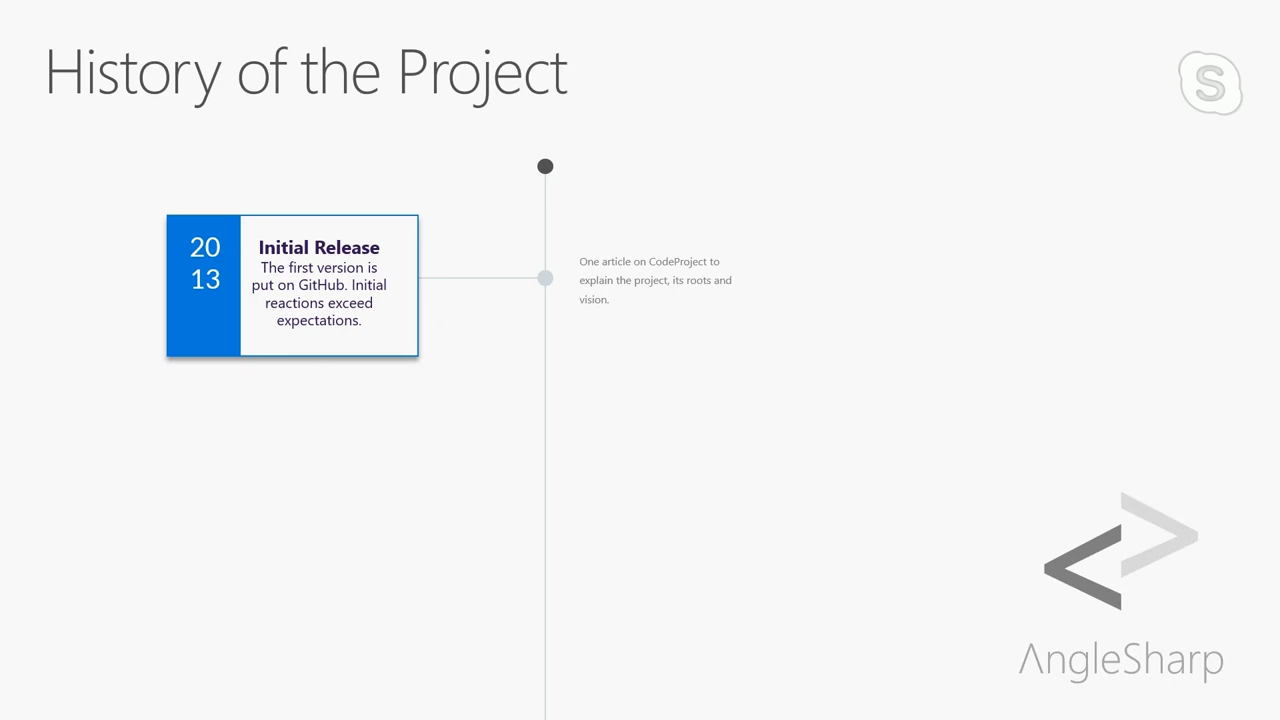 History of the Project
S
20
13
Initial Release
The first version is
put on GitHub. Initial
reactions exceed
expectations.
One article on CodeProject to
explain the project, its roots and
vision.
AngleSharp